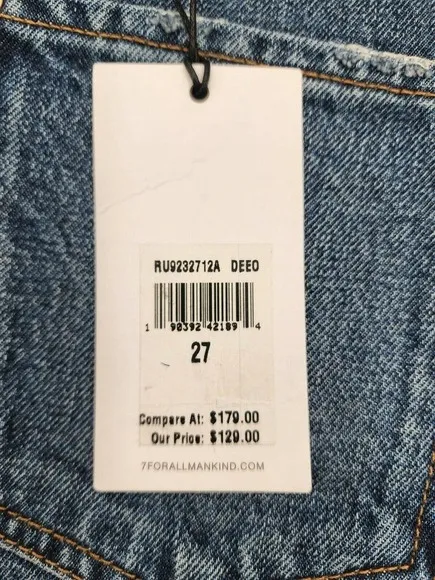 RU9232712A DEEO
1 90392 42189 4
27
Compare At: $179.00
Our Price: $129.00
7FORALLMANKIND.COM